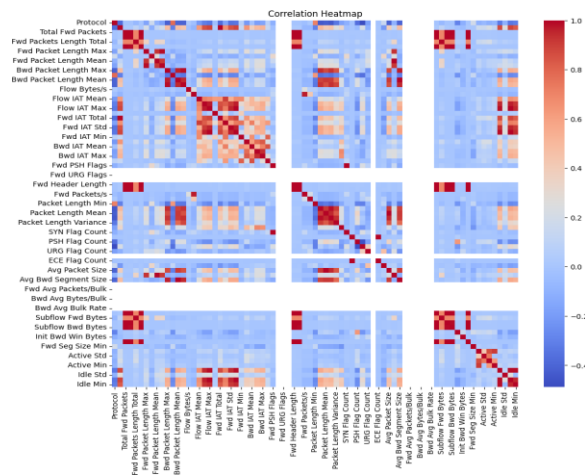 Correlation Heatmap
Protocol
Total Fwd Packets
Fwd Packets Length Total
Fwd Packet Length Max
Fwd Packet Length Mean
Bwd Packet Length Max
Bwd Packet Length Mean
Flow Bytes/s
Flow IAT Mean
Flow IAT Max
Fwd IAT Total
Fwd IAT Std
Fwd IAT Min
Bwd IAT Mean
Bwd IAT Max
Fwd PSH Flags
Fwd URG Flags
Fwd Header Length
Fwd Packets/s
Packet Length Min
Packet Length Mean
Packet Length Variance
SYN Flag Count
PSH Flag Count
URG Flag Count
ECE Flag Count
Avg Packet Size
Avg Bwd Segment Size
Fwd Avg Packets/Bulk
Bwd Avg Bytes/Bulk
Bwd Avg Bulk Rate
Subflow Fwd Bytes
Subflow Bwd Bytes
Init Bwd Win Bytes
Fwd Seg Size Min
Active Std
Active Min
Idle Std
Idle Min
Protocol
Total Fwd Packets
Fwd Packets Length Total
Fwd Packet Length Max
Fwd Packet Length Mean
Bwd Packet Length Max
Bwd Packet Length Mean
Flow Bytes/s
Flow IAT Mean
Flow IAT Max
Fwd IAT Total
Fwd IAT Std
Fwd IAT Min
Bwd IAT Mean
Bwd IAT Max
Fwd PSH Flags
Fwd URG Flags
Fwd Header Length
Fwd Packets/s
Packet Length Min
Packet Length Mean
Packet Length Variance
SYN Flag Count
PSH Flag Count
URG Flag Count
ECE Flag Count
Avg Packet Size
Avg Bwd Segment Size
Fwd Avg Packets/Bulk
Bwd Avg Bytes/Bulk
Bwd Avg Bulk Rate
Subflow Fwd Bytes
Subflow Bwd Bytes
Init Bwd Win Bytes
Fwd Seg Size Min
Active Std
Active Min
Idle Std
Idle Min
1.0
0.8
0.6
0.4
0.2
0.0
−0.2
−0.4